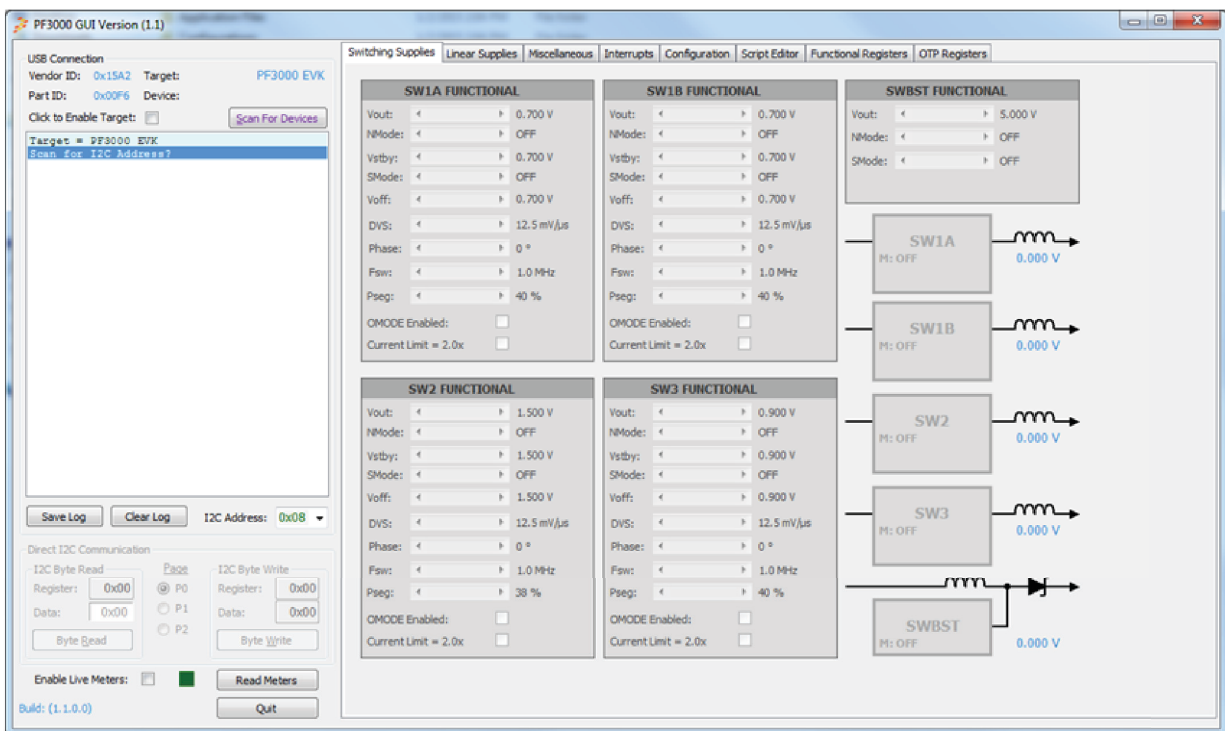 PF3000 GUI Version (1.1)
USB Connection
Vendor ID: 0x15A2 Target: PF3000 EVK
Part ID: 0x00F6 Device:
Click to Enable Target: Scan For Devices
Target = PF3000 EVK
Scan for I2C Address?
Save Log Clear Log I2C Address: 0x08
Direct I2C Communication
I2C Byte Read Page I2C Byte Write
Register: 0x00 P0 Register: 0x00
Data: 0x00 P1 Data: 0x00
P2
Byte Read Byte Write
Enable Live Meters: Read Meters
Build: (1.1.0.0) Quit
Switching Supplies Linear Supplies Miscellaneous Interrupts Configuration Script Editor Functional Registers OTP Registers
SW1A FUNCTIONAL
Vout: 0.700 V
NMode: OFF
Vstby: 0.700 V
SMode: OFF
Voff: 0.700 V
DVS: 12.5 mV/µs
Phase: 0 °
Fsw: 1.0 MHz
Pseg: 40 %
OMODE Enabled:
Current Limit = 2.0x
SW1B FUNCTIONAL
Vout: 0.700 V
NMode: OFF
Vstby: 0.700 V
SMode: OFF
Voff: 0.700 V
DVS: 12.5 mV/µs
Phase: 0 °
Fsw: 1.0 MHz
Pseg: 40 %
OMODE Enabled:
Current Limit = 2.0x
SWBST FUNCTIONAL
Vout: 5.000 V
NMode: OFF
SMode: OFF
SW2 FUNCTIONAL
Vout: 1.500 V
NMode: OFF
Vstby: 1.500 V
SMode: OFF
Voff: 1.500 V
DVS: 12.5 mV/µs
Phase: 0 °
Fsw: 1.0 MHz
Pseg: 38 %
OMODE Enabled:
Current Limit = 2.0x
SW3 FUNCTIONAL
Vout: 0.900 V
NMode: OFF
Vstby: 0.900 V
SMode: OFF
Voff: 0.900 V
DVS: 12.5 mV/µs
Phase: 0 °
Fsw: 1.0 MHz
Pseg: 40 %
OMODE Enabled:
Current Limit = 2.0x
SW1A
M: OFF 0.000 V
SW1B
M: OFF 0.000 V
SW2
M: OFF 0.000 V
SW3
M: OFF 0.000 V
SWBST
M: OFF 0.000 V